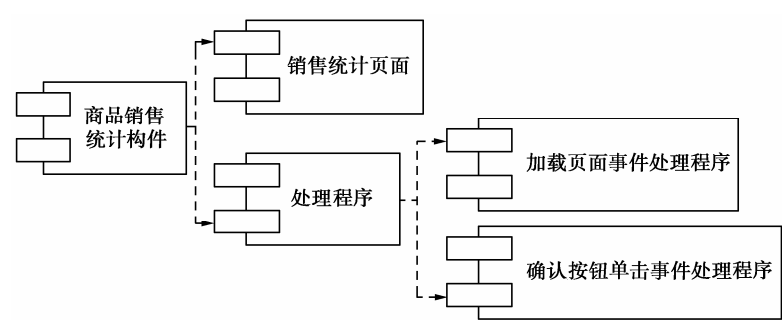 商品销售
统计构件
销售统计页面
处理程序
加载页面事件处理程序
确认按钮单击事件处理程序